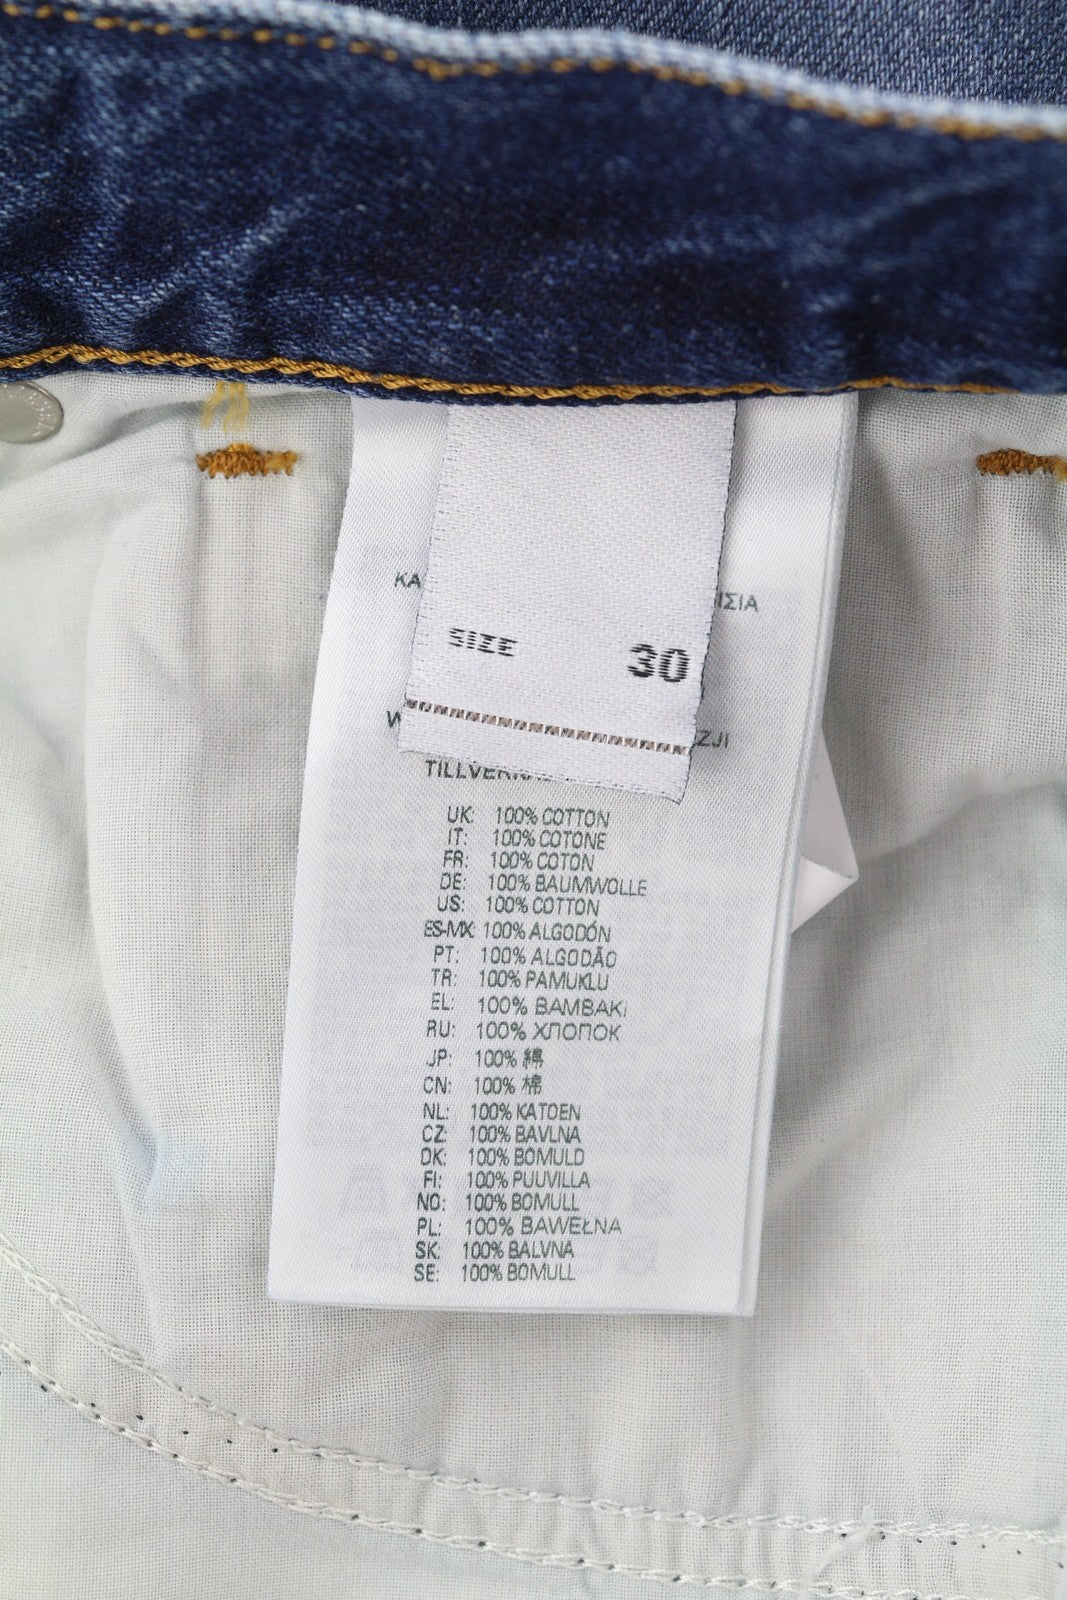 SIZE 30
UK: 100% COTTON
IT: 100% COTONE
FR: 100% COTON
DE: 100% BAUMWOLLE
US: 100% COTTON
ES-MX: 100% ALGODÓN
PT: 100% ALGODÃO
TR: 100% PAMUKLU
EL: 100% BAMBAKI
RU: 100% ХЛОПОК
JP: 100% 綿
CN: 100% 棉
NL: 100% KATOEN
CZ: 100% BAVLNA
DK: 100% BOMULD
FI: 100% PUUVILLA
NO: 100% BOMULL
PL: 100% BAWEŁNA
SK: 100% BALVNA
SE: 100% BOMULL